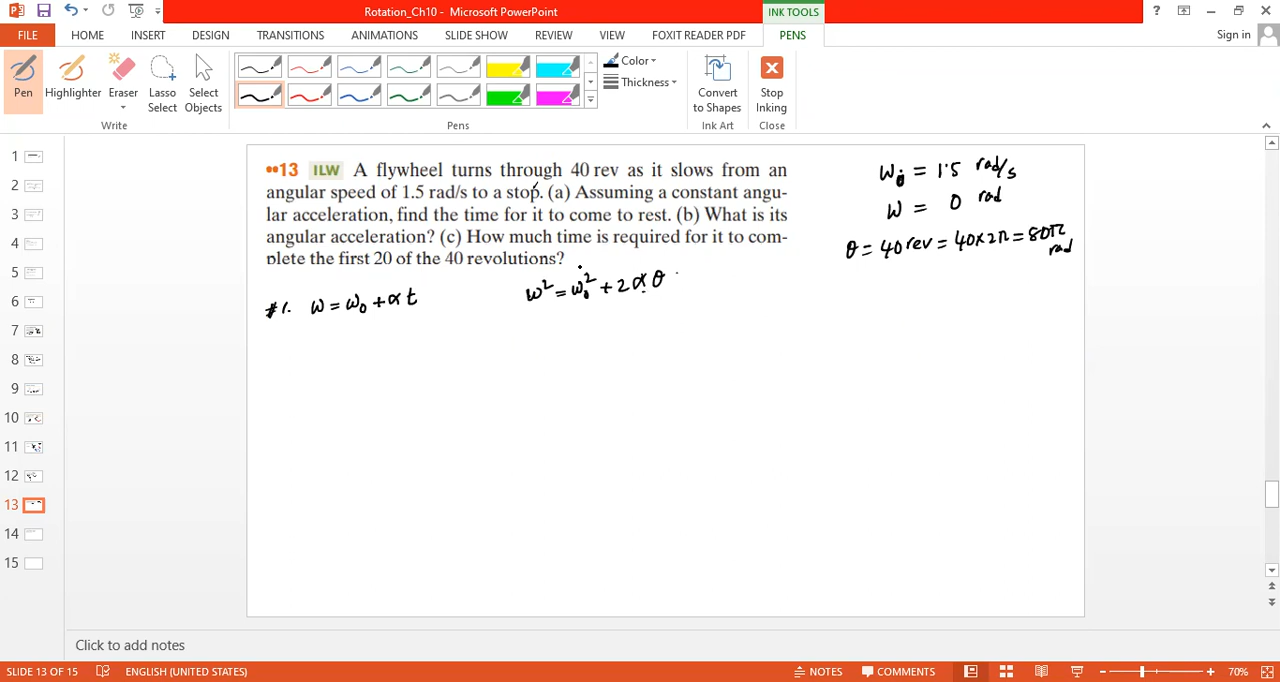 Rotation_Ch10 - Microsoft PowerPoint
INK TOOLS
?
FILE
HOME
INSERT
DESIGN
TRANSITIONS
ANIMATIONS
SLIDE SHOW
REVIEW
VIEW
FOXIT READER PDF
PENS
Sign in
Pen
Highlighter
Eraser
Lasso Select
Select Objects
Color
Thickness
Convert to Shapes
Stop Inking
Write
Pens
Ink Art
Close
1
2
3
4
5
6
7
8
9
10
11
12
13
14
15
••13 ILW A flywheel turns through 40 rev as it slows from an
angular speed of 1.5 rad/s to a stop. (a) Assuming a constant angu-
lar acceleration, find the time for it to come to rest. (b) What is its
angular acceleration? (c) How much time is required for it to com-
plete the first 20 of the 40 revolutions?
ω₀ = 1.5 rad/s
ω = 0 rad
θ = 40 rev = 40×2π = 80π rad
#1. ω = ω₀ + αt
ω² = ω₀² + 2αθ
Click to add notes
SLIDE 13 OF 15
ENGLISH (UNITED STATES)
NOTES
COMMENTS
70%